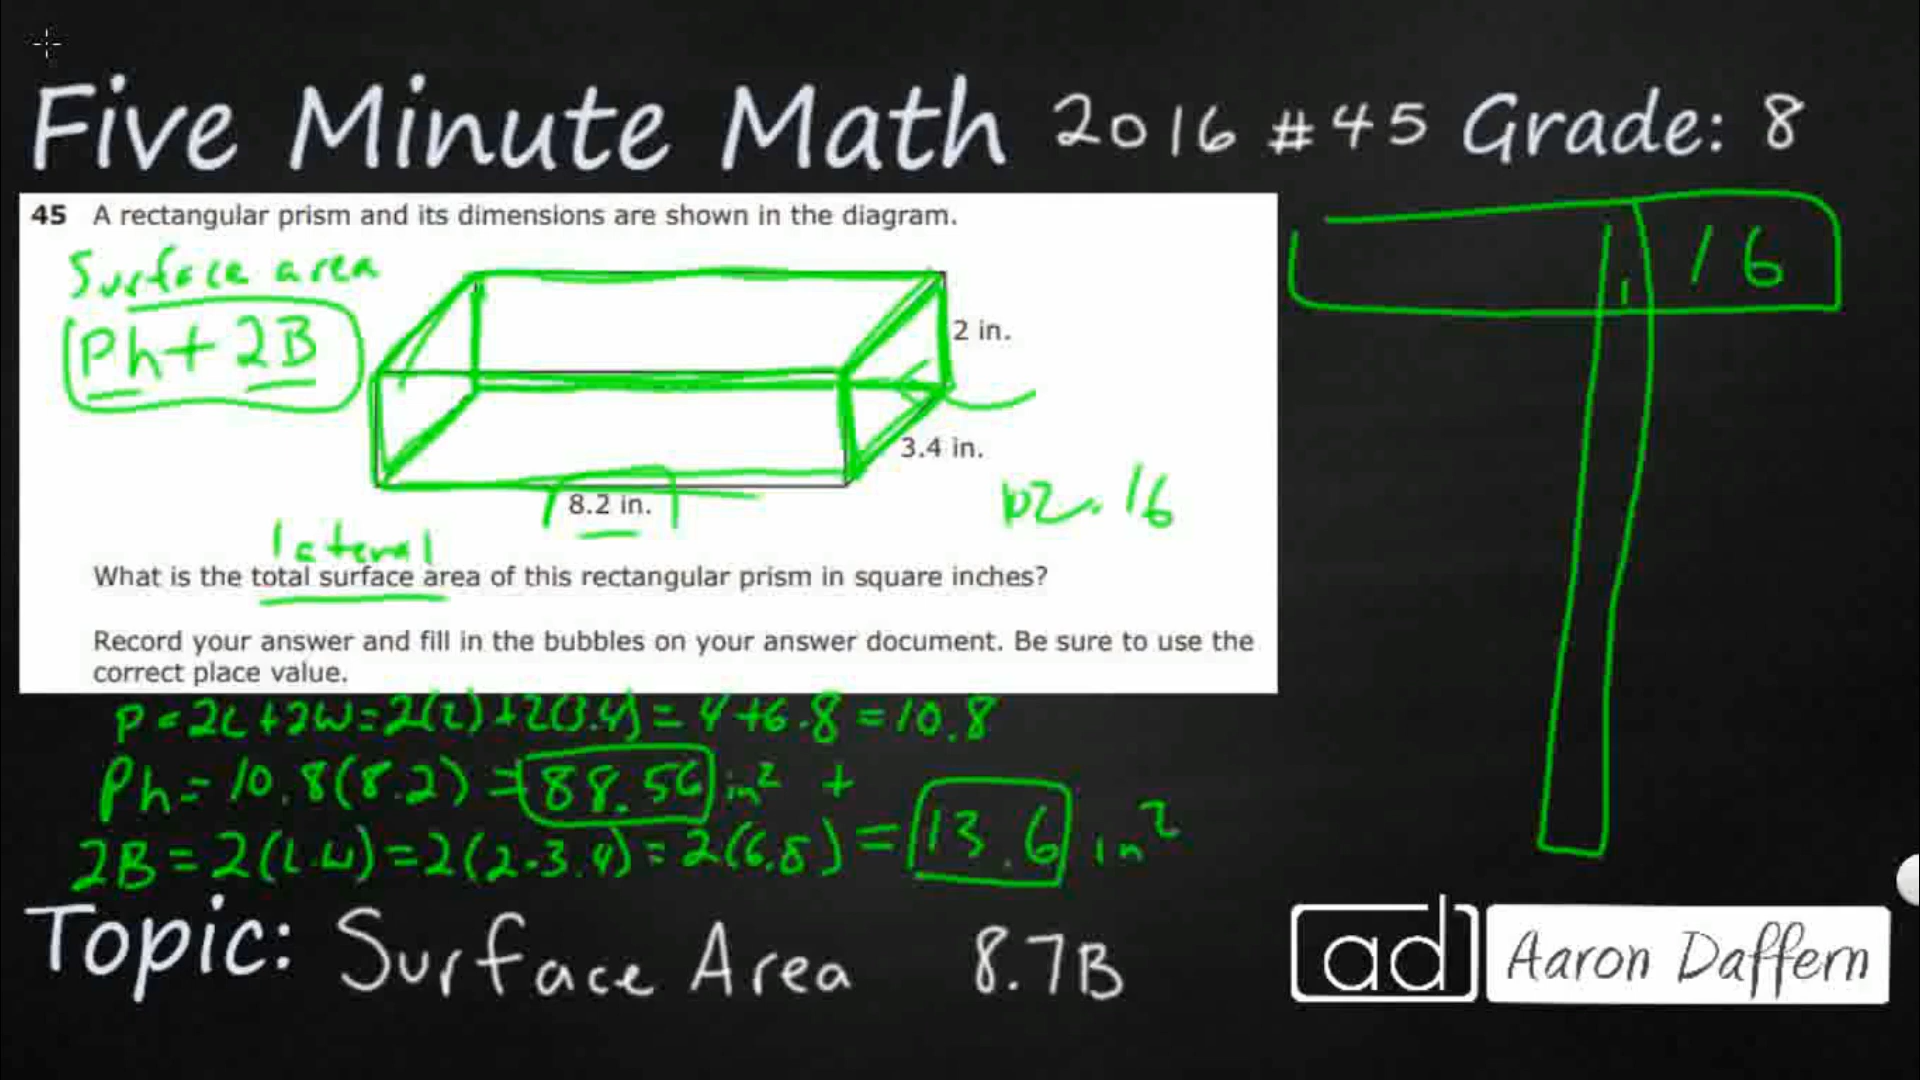 Five Minute Math 2016 #45 Grade: 8
45 A rectangular prism and its dimensions are shown in the diagram.
Surface area
Ph + 2B
2 in.
3.4 in.
8.2 in.
102.16
.16
lateral
What is the total surface area of this rectangular prism in square inches?
Record your answer and fill in the bubbles on your answer document. Be sure to use the
correct place value.
P = 2L + 2W = 2(2) + 2(3.4) = 4 + 6.8 = 10.8
Ph = 10.8(8.2) = 88.56 in² +
2B = 2(L·W) = 2(2·3.4) = 2(6.8) = 13.6 in²
Topic: Surface Area 8.7B
ad Aaron Daffern